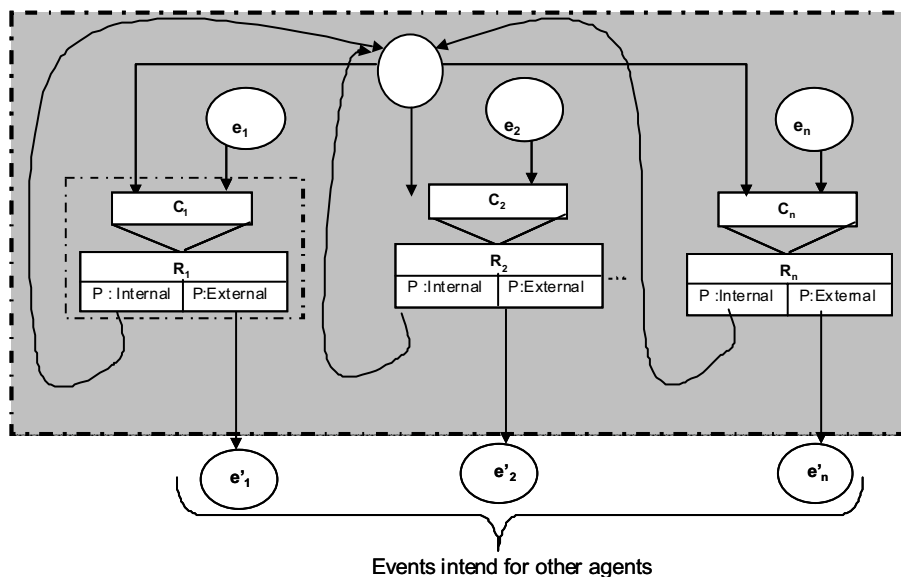 e1
e2
en
C1
C2
Cn
R1
P :Internal P:External
R2
P :Internal P:External
Rn
P :Internal P:External
e'1
e'2
e'n
Events intend for other agents